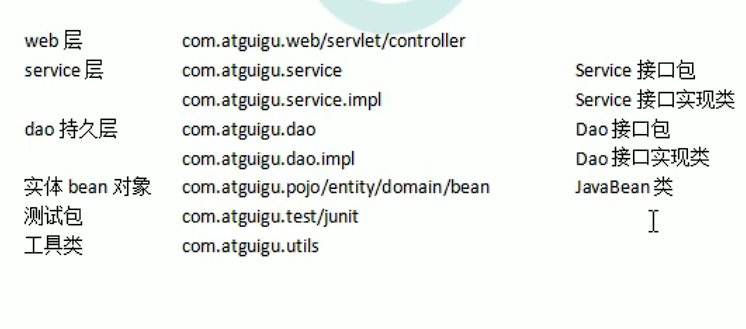 web 层 com.atguigu.web/servlet/controller
service 层 com.atguigu.service Service 接口包
com.atguigu.service.impl Service 接口实现类
dao 持久层 com.atguigu.dao Dao 接口包
com.atguigu.dao.impl Dao 接口实现类
实体 bean 对象 com.atguigu.pojo/entity/domain/bean JavaBean 类
测试包 com.atguigu.test/junit
工具类 com.atguigu.utils